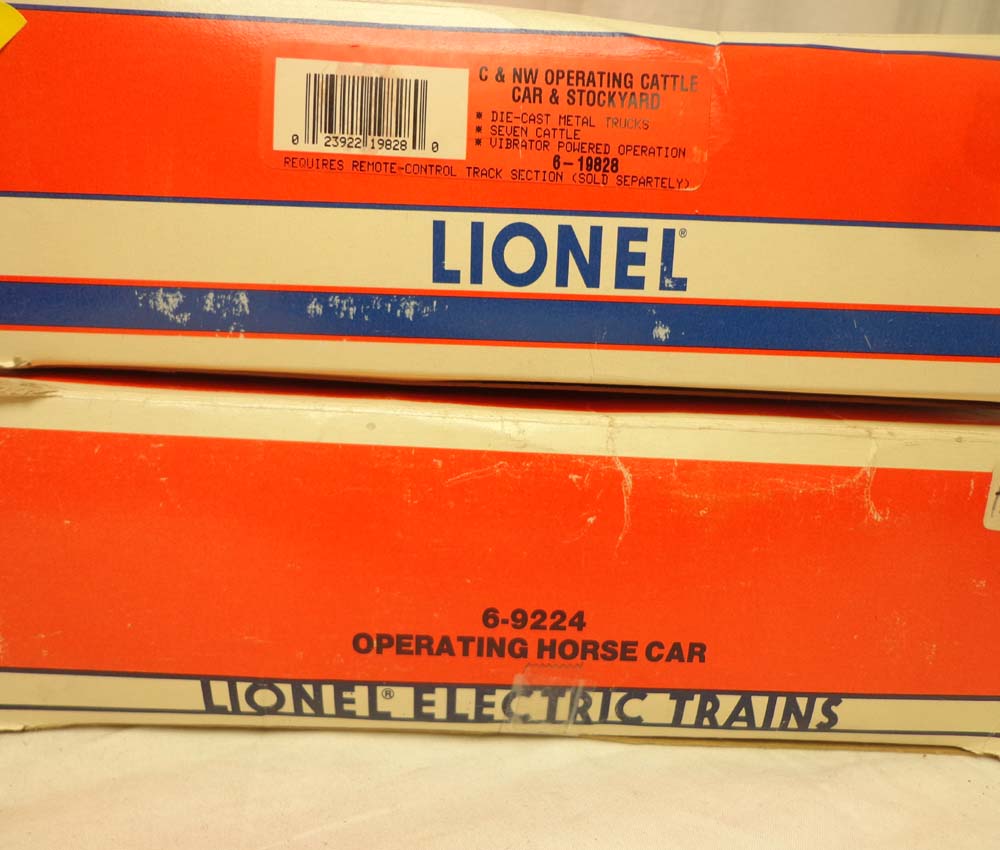 C & NW OPERATING CATTLE
CAR & STOCKYARD
* DIE-CAST METAL TRUCKS
* SEVEN CATTLE
* VIBRATOR POWERED OPERATION
6-19828
REQUIRES REMOTE-CONTROL TRACK SECTION (SOLD SEPARTELY)
0 23922 19828 0
LIONEL®
6-9224
OPERATING HORSE CAR
LIONEL® ELECTRIC TRAINS